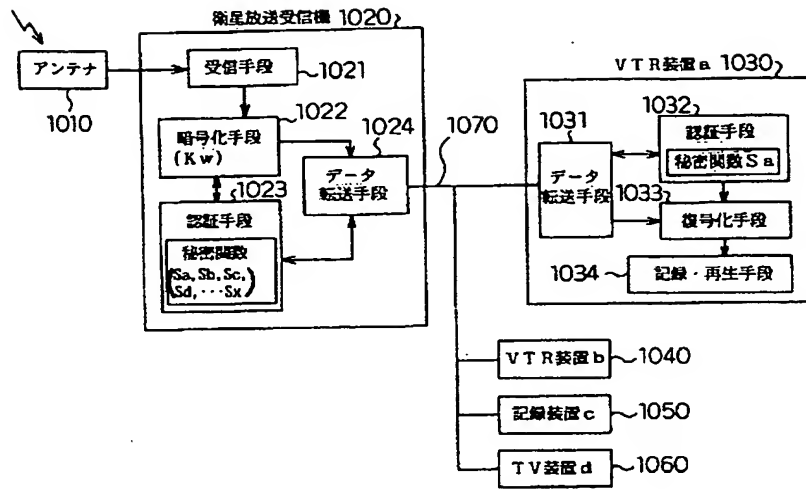 衛星放送受信機 1020
アンテナ
1010
受信手段
1021
1022
暗号化手段
(Kw)
1023
認証手段
秘密関数
(Sa, Sb, Sc,
Sd, ･･･Sx)
1024
データ
転送手段
1070
VTR装置a 1030
1031
データ
転送手段
1032
認証手段
秘密関数Sa
1033
復号化手段
1034
記録・再生手段
VTR装置b
1040
記録装置c
1050
TV装置d
1060